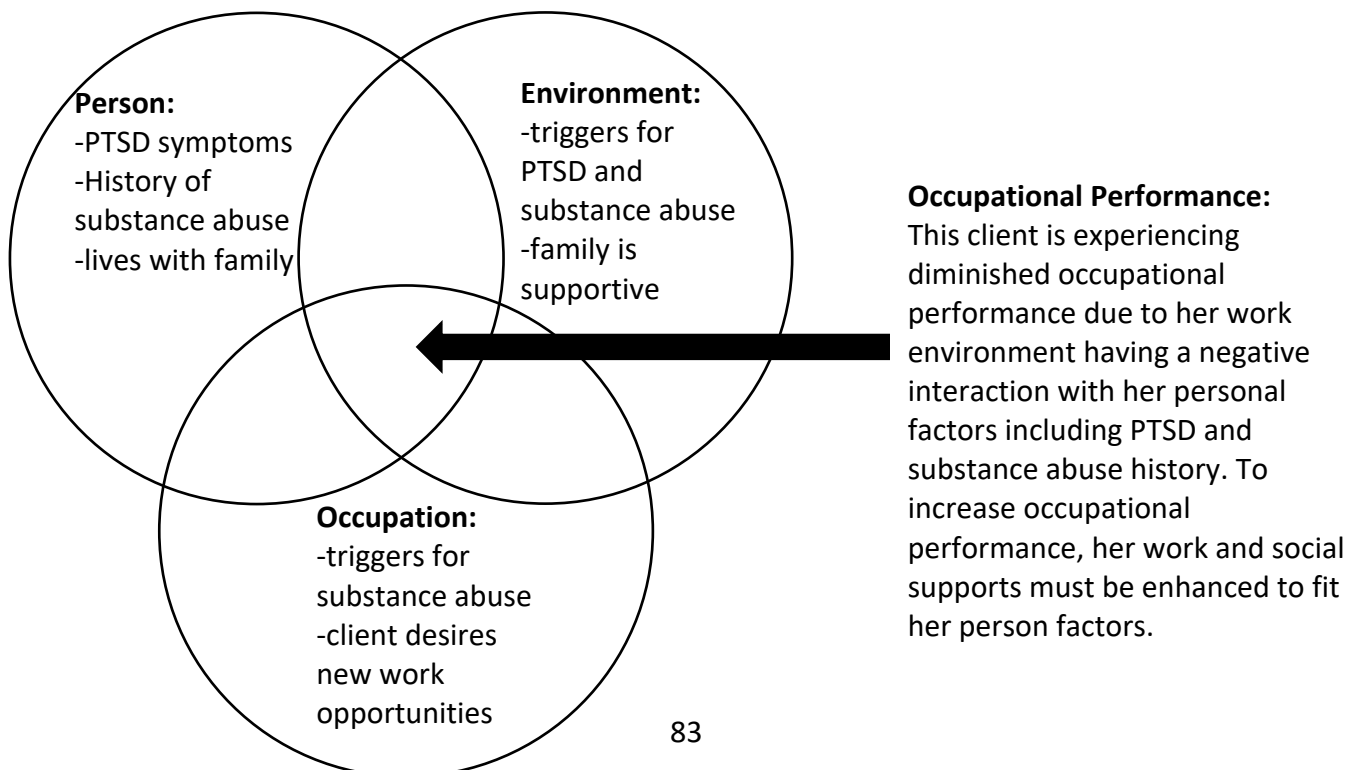 Person:
-PTSD symptoms
-History of
substance abuse
-lives with family
Environment:
-triggers for
PTSD and
substance abuse
-family is
supportive
Occupational Performance:
This client is experiencing
diminished occupational
performance due to her work
environment having a negative
interaction with her personal
factors including PTSD and
substance abuse history. To
increase occupational
performance, her work and social
supports must be enhanced to fit
her person factors.
Occupation:
-triggers for
substance abuse
-client desires
new work
opportunities
83